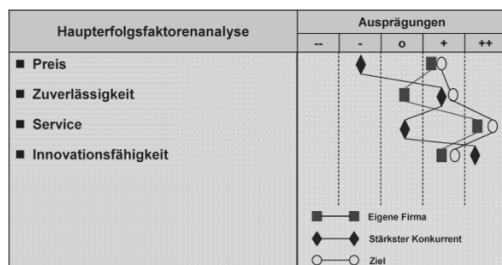 Haupterfolgsfaktorenanalyse
Ausprägungen
-- - o + ++
■ Preis
■ Zuverlässigkeit
■ Service
■ Innovationsfähigkeit
Eigene Firma
Stärkster Konkurrent
Ziel